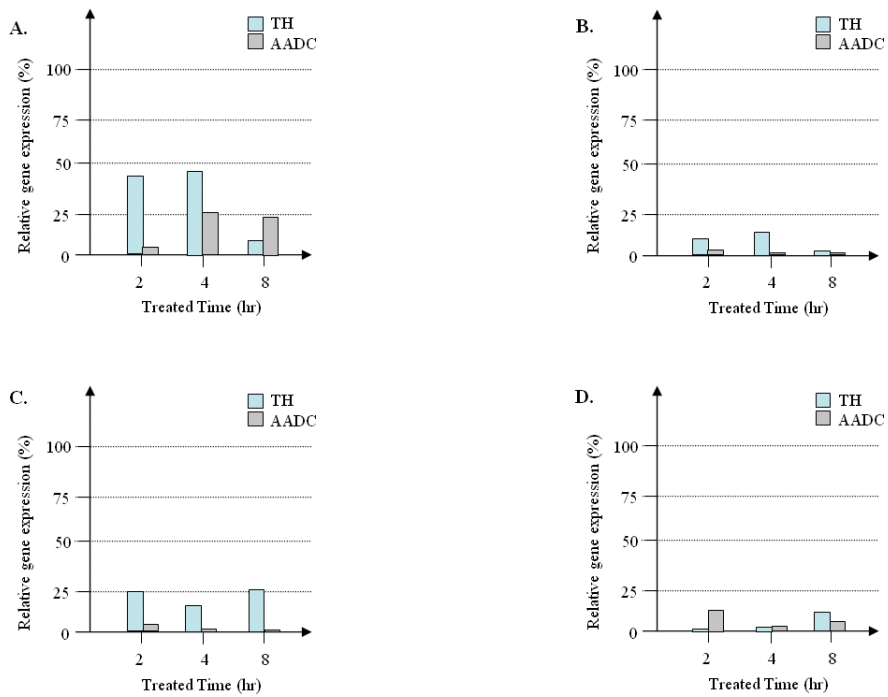 A.
TH
AADC
Relative gene expression (%)
100
75
50
25
0
2 4 8
Treated Time (hr)
B.
TH
AADC
Relative gene expression (%)
100
75
50
25
0
2 4 8
Treated Time (hr)
C.
TH
AADC
Relative gene expression (%)
100
75
50
25
0
2 4 8
Treated Time (hr)
D.
TH
AADC
Relative gene expression (%)
100
75
50
25
0
2 4 8
Treated Time (hr)